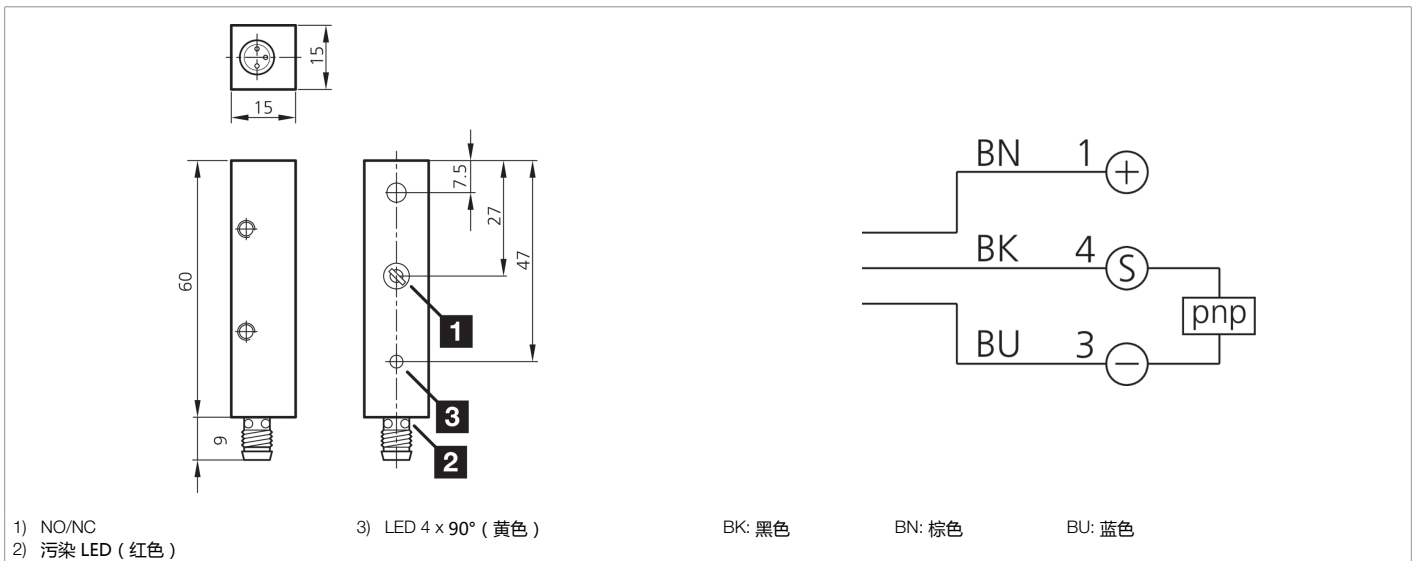 15
15
60
9
7.5
27
47
1
3
2
BN 1 +
BK 4 S
pnp
BU 3 −
1) NO/NC
2) 污染 LED（红色）
3) LED 4 x 90°（黄色）
BK: 黑色
BN: 棕色
BU: 蓝色